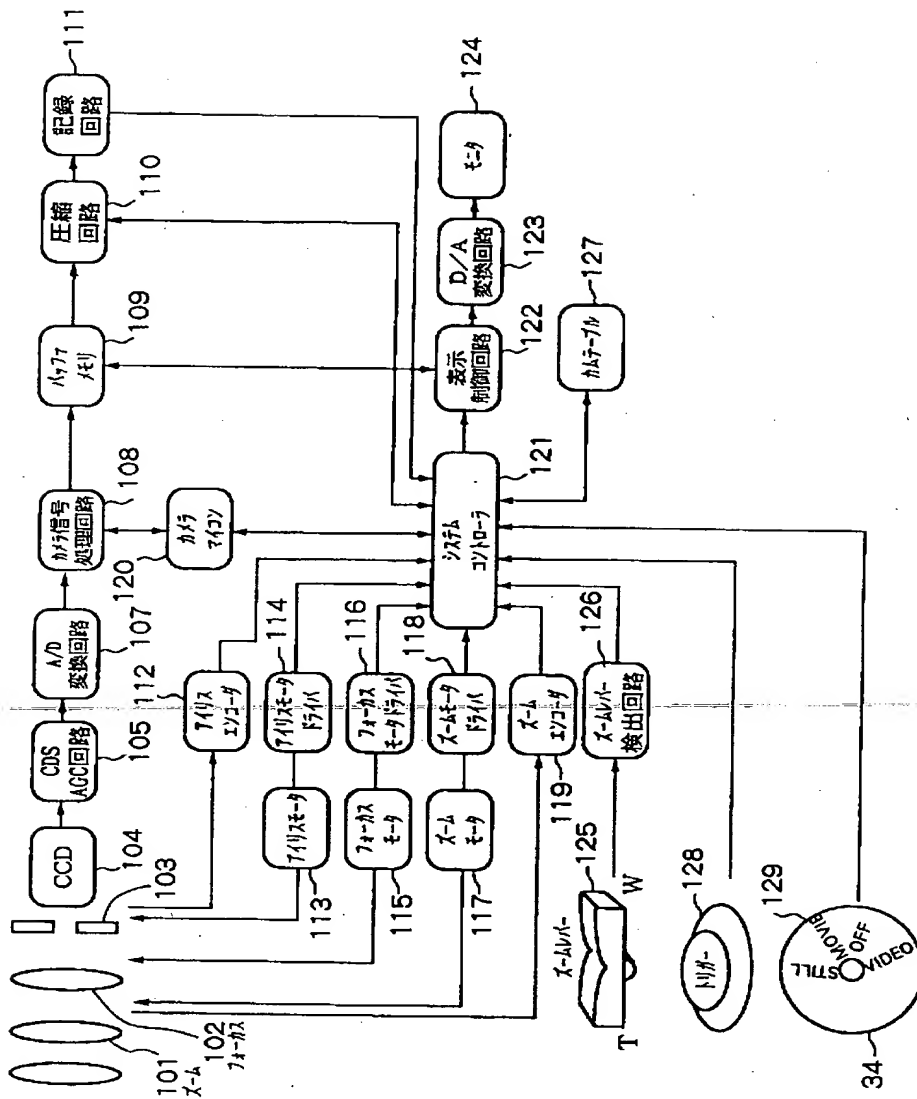 101
ズーム
102
フォーカス
103
104
CCD
105
CDS
AGC回路
107
A/D
変換回路
108
カメラ信号
処理回路
109
バッファ
メモリ
110
圧縮
回路
111
記録
回路
120
カメラ
マイコン
112
アイリス
エンコーダ
113
アイリスモータ
114
アイリスモータ
ドライバ
115
フォーカス
モータ
116
フォーカス
モータドライバ
117
ズーム
モータ
118
ズームモータ
ドライバ
119
ズーム
エンコーダ
121
システム
コントローラ
122
表示
制御回路
123
D/A
変換回路
124
モニタ
125
ズームレバー
T
W
126
ズームレバー
検出回路
127
カムテーブル
128
トリガー
129
STILL
MOVIE
OFF
VIDEO
34